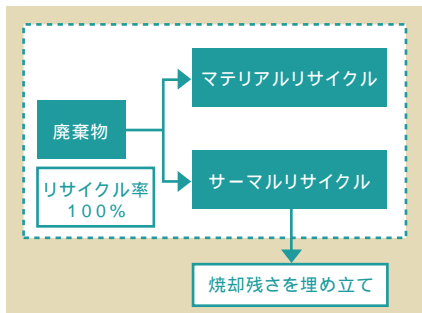 マテリアルリサイクル
廃棄物
リサイクル率
100%
サーマルリサイクル
焼却残さを埋め立て